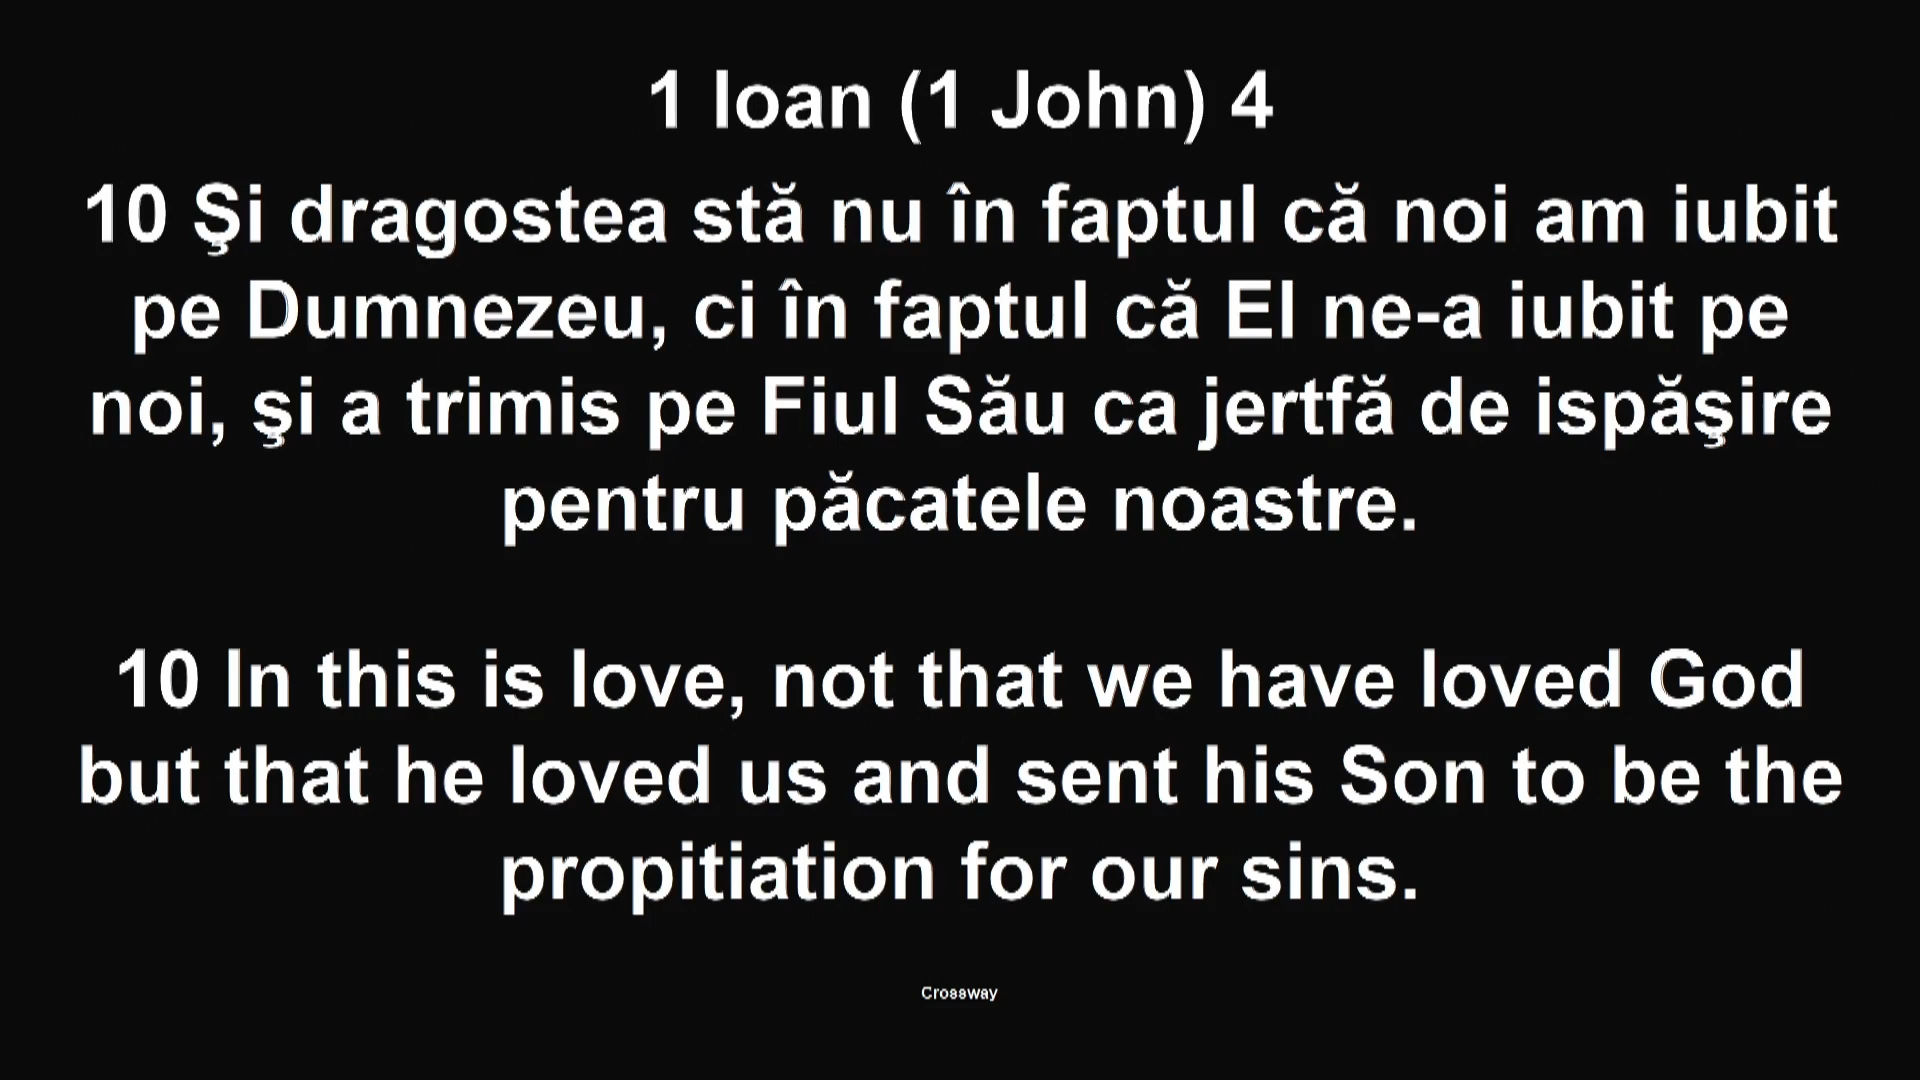 1 Ioan (1 John) 4
10 Şi dragostea stă nu în faptul că noi am iubit
pe Dumnezeu, ci în faptul că El ne-a iubit pe
noi, şi a trimis pe Fiul Său ca jertfă de ispăşire
pentru păcatele noastre.
10 In this is love, not that we have loved God
but that he loved us and sent his Son to be the
propitiation for our sins.
Crossway